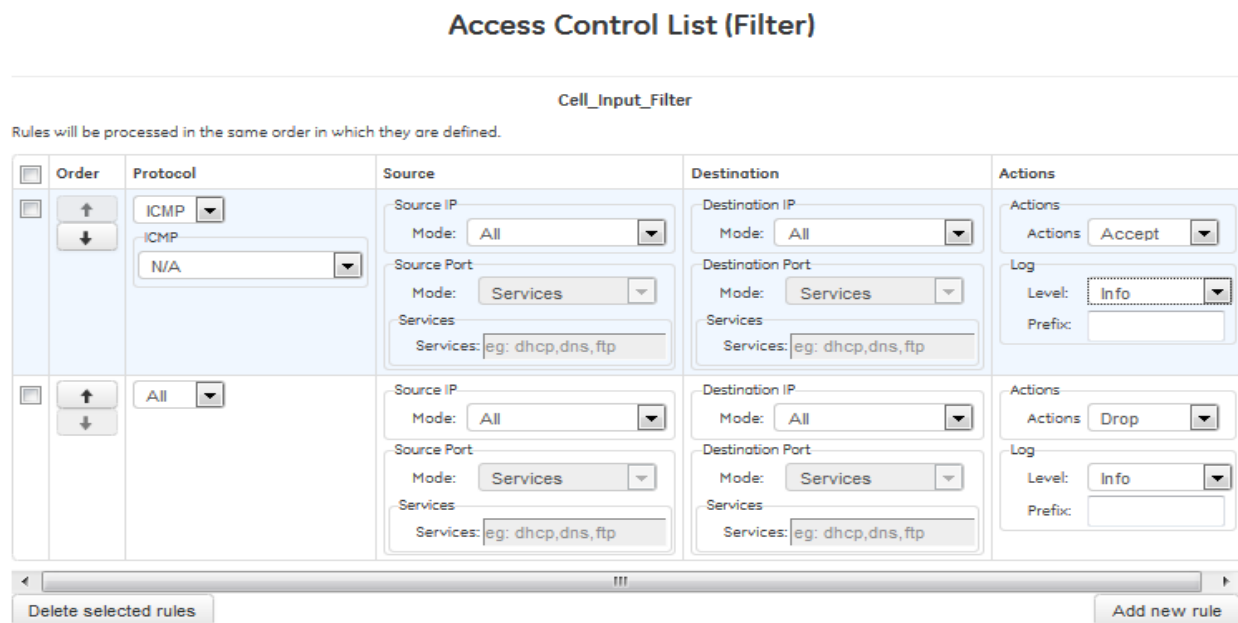 Access Control List (Filter)
Cell_Input_Filter
Rules will be processed in the same order in which they are defined.
Order Protocol Source Destination Actions
ICMP
ICMP
N/A
Source IP
Mode: All
Source Port
Mode: Services
Services
Services: eg: dhcp,dns,ftp
Destination IP
Mode: All
Destination Port
Mode: Services
Services
Services: eg: dhcp,dns,ftp
Actions
Actions Accept
Log
Level: Info
Prefix:
All
Source IP
Mode: All
Source Port
Mode: Services
Services
Services: eg: dhcp,dns,ftp
Destination IP
Mode: All
Destination Port
Mode: Services
Services
Services: eg: dhcp,dns,ftp
Actions
Actions Drop
Log
Level: Info
Prefix:
Delete selected rules
Add new rule